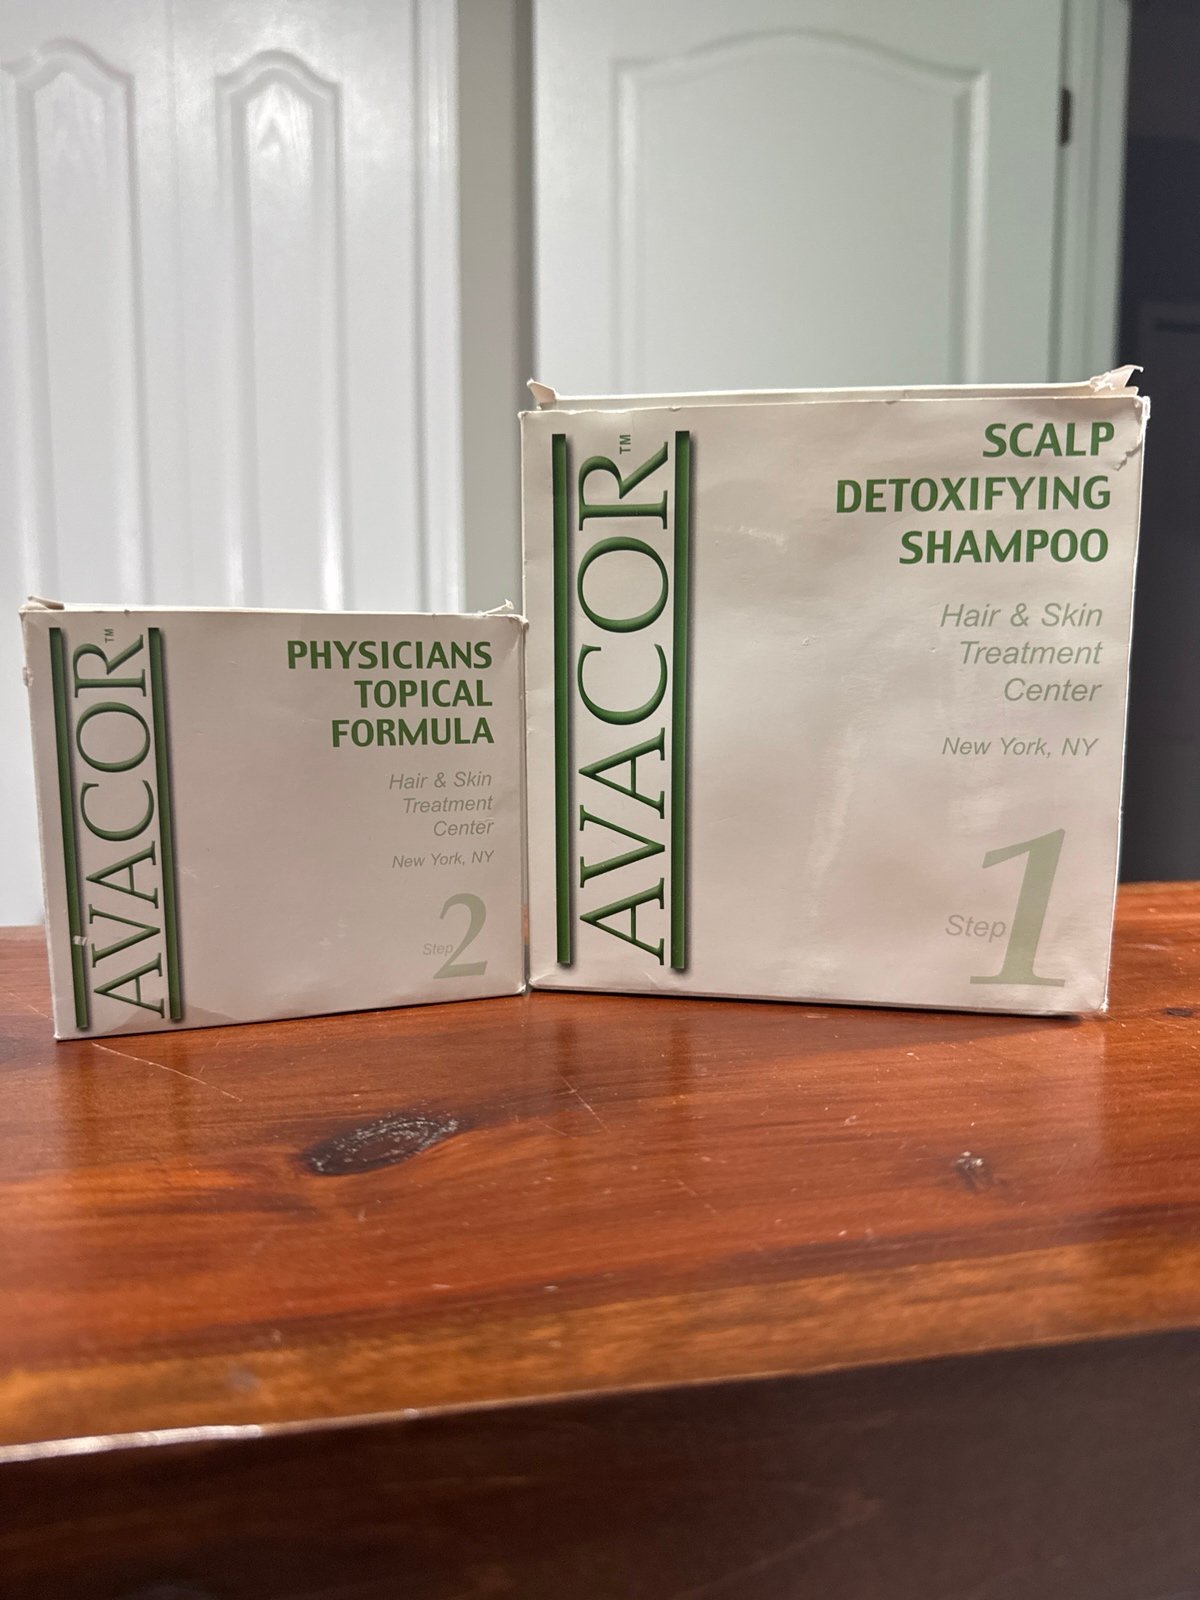 AVACOR™
PHYSICIANS
TOPICAL
FORMULA
Hair & Skin
Treatment
Center
New York, NY
Step 2
AVACOR™
SCALP
DETOXIFYING
SHAMPOO
Hair & Skin
Treatment
Center
New York, NY
Step 1